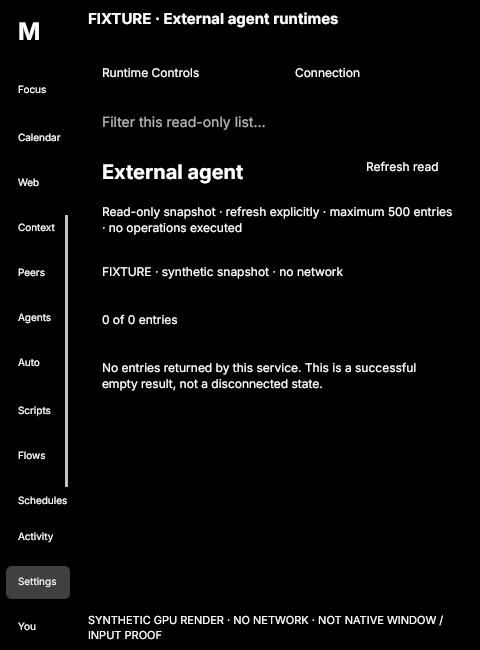 M
FIXTURE · External agent runtimes
Runtime Controls
Connection
Focus
Filter this read-only list...
Calendar
External agent
Refresh read
Web
Read-only snapshot · refresh explicitly · maximum 500 entries
· no operations executed
Context
Peers
FIXTURE · synthetic snapshot · no network
Agents
0 of 0 entries
Auto
No entries returned by this service. This is a successful
empty result, not a disconnected state.
Scripts
Flows
Schedules
Activity
Settings
You
SYNTHETIC GPU RENDER · NO NETWORK · NOT NATIVE WINDOW /
INPUT PROOF